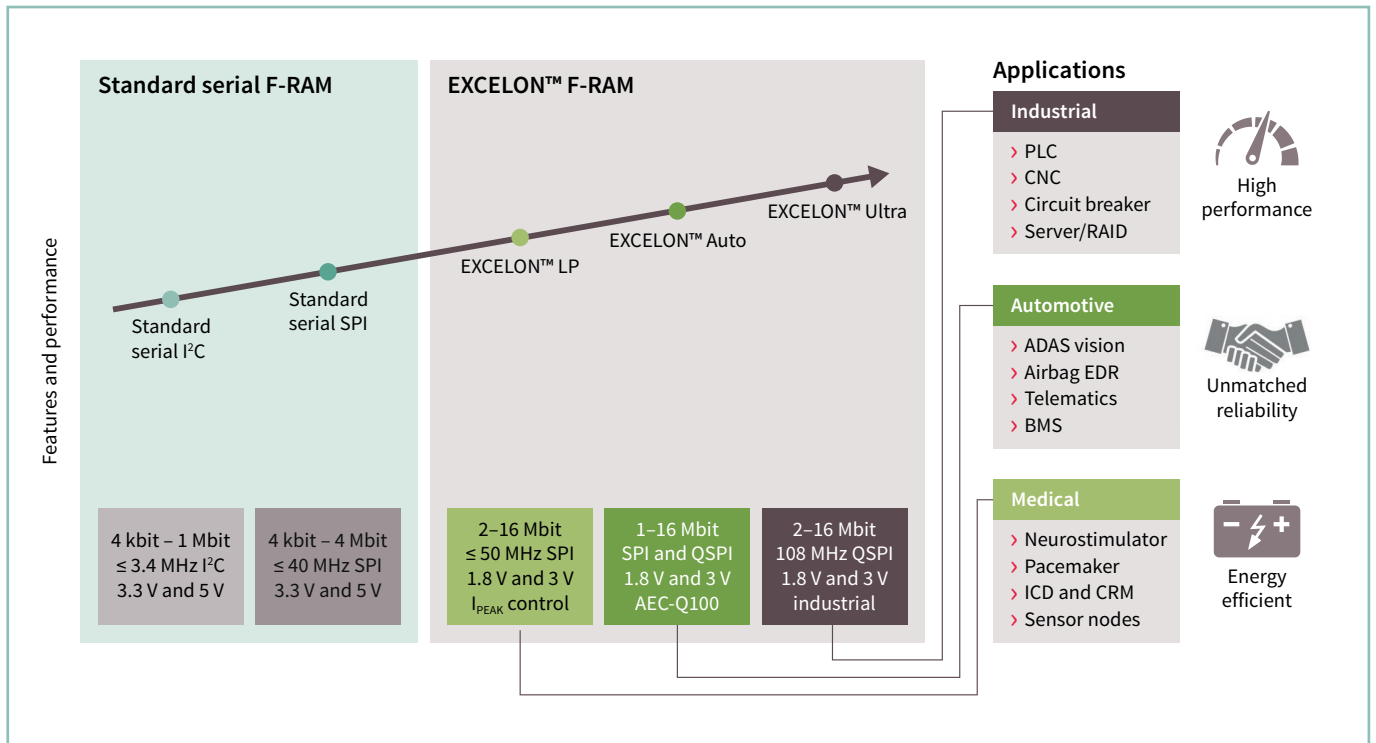 Standard serial F-RAM
EXCELON™ F-RAM
Features and performance
Standard
serial I²C
Standard
serial SPI
EXCELON™ LP
EXCELON™ Auto
EXCELON™ Ultra
4 kbit – 1 Mbit
≤ 3.4 MHz I²C
3.3 V and 5 V
4 kbit – 4 Mbit
≤ 40 MHz SPI
3.3 V and 5 V
2–16 Mbit
≤ 50 MHz SPI
1.8 V and 3 V
I_PEAK control
1–16 Mbit
SPI and QSPI
1.8 V and 3 V
AEC-Q100
2–16 Mbit
108 MHz QSPI
1.8 V and 3 V
industrial
Applications
Industrial
› PLC
› CNC
› Circuit breaker
› Server/RAID
High
performance
Automotive
› ADAS vision
› Airbag EDR
› Telematics
› BMS
Unmatched
reliability
Medical
› Neurostimulator
› Pacemaker
› ICD and CRM
› Sensor nodes
Energy
efficient